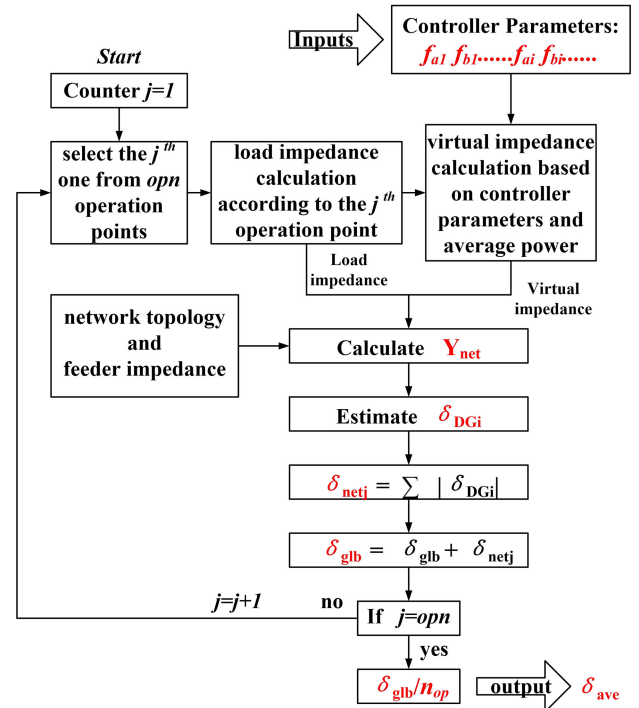 Inputs
Controller Parameters:
fa1 fb1......fai fbi......
Start
Counter j=1
select the j th
one from opn
operation
points
load impedance
calculation
according to the j th
operation point
virtual impedance
calculation based
on controller
parameters and
average power
Load
impedance
Virtual
impedance
network topology
and
feeder impedance
Calculate Ynet
Estimate δDGi
δnetj = ∑ | δDGi|
δglb = δglb + δnetj
j=j+1 no
If j=opn
yes
δglb/nop
output
δave